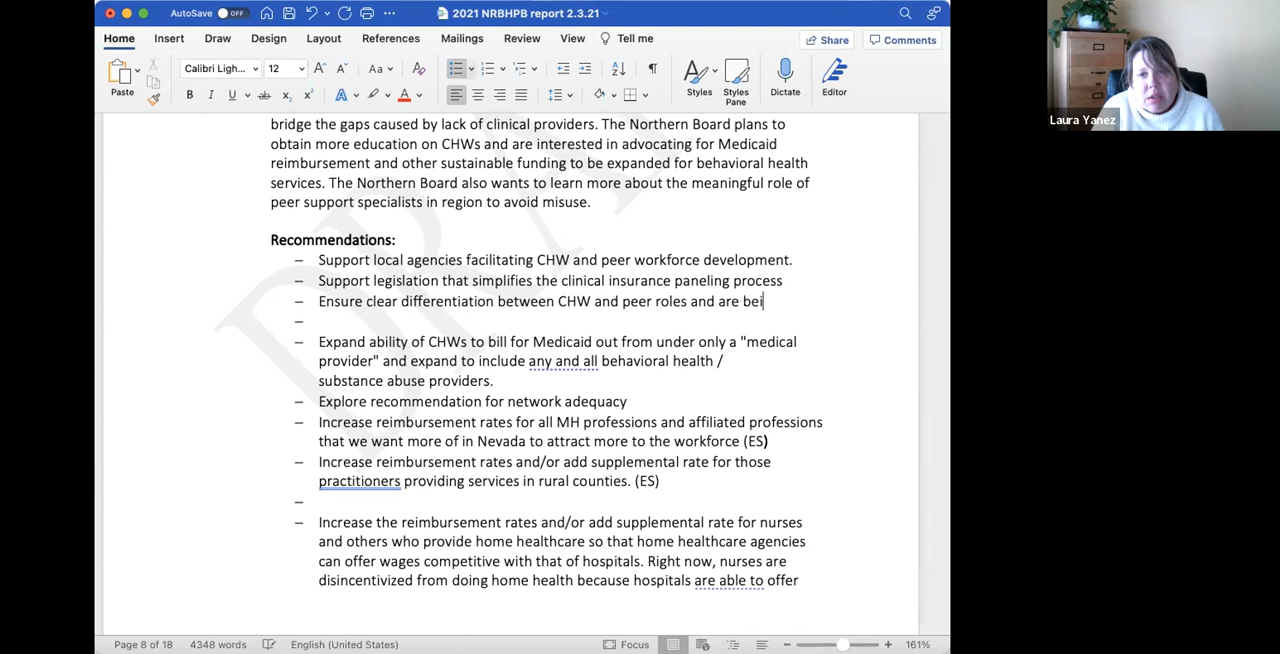 AutoSave OFF
2021 NRBHPB report 2.3.21
Home Insert Draw Design Layout References Mailings Review View Tell me Share Comments
Calibri Ligh... 12
Paste Styles Styles Pane Dictate Editor
Laura Yanez
bridge the gaps caused by lack of clinical providers. The Northern Board plans to
obtain more education on CHWs and are interested in advocating for Medicaid
reimbursement and other sustainable funding to be expanded for behavioral health
services. The Northern Board also wants to learn more about the meaningful role of
peer support specialists in region to avoid misuse.
Recommendations:
– Support local agencies facilitating CHW and peer workforce development.
– Support legislation that simplifies the clinical insurance paneling process
– Ensure clear differentiation between CHW and peer roles and are bei
–
– Expand ability of CHWs to bill for Medicaid out from under only a "medical
provider" and expand to include any and all behavioral health /
substance abuse providers.
– Explore recommendation for network adequacy
– Increase reimbursement rates for all MH professions and affiliated professions
that we want more of in Nevada to attract more to the workforce (ES)
– Increase reimbursement rates and/or add supplemental rate for those
practitioners providing services in rural counties. (ES)
–
– Increase the reimbursement rates and/or add supplemental rate for nurses
and others who provide home healthcare so that home healthcare agencies
can offer wages competitive with that of hospitals. Right now, nurses are
disincentivized from doing home health because hospitals are able to offer
DRAFT
Page 8 of 18 4348 words English (United States) Focus 161%